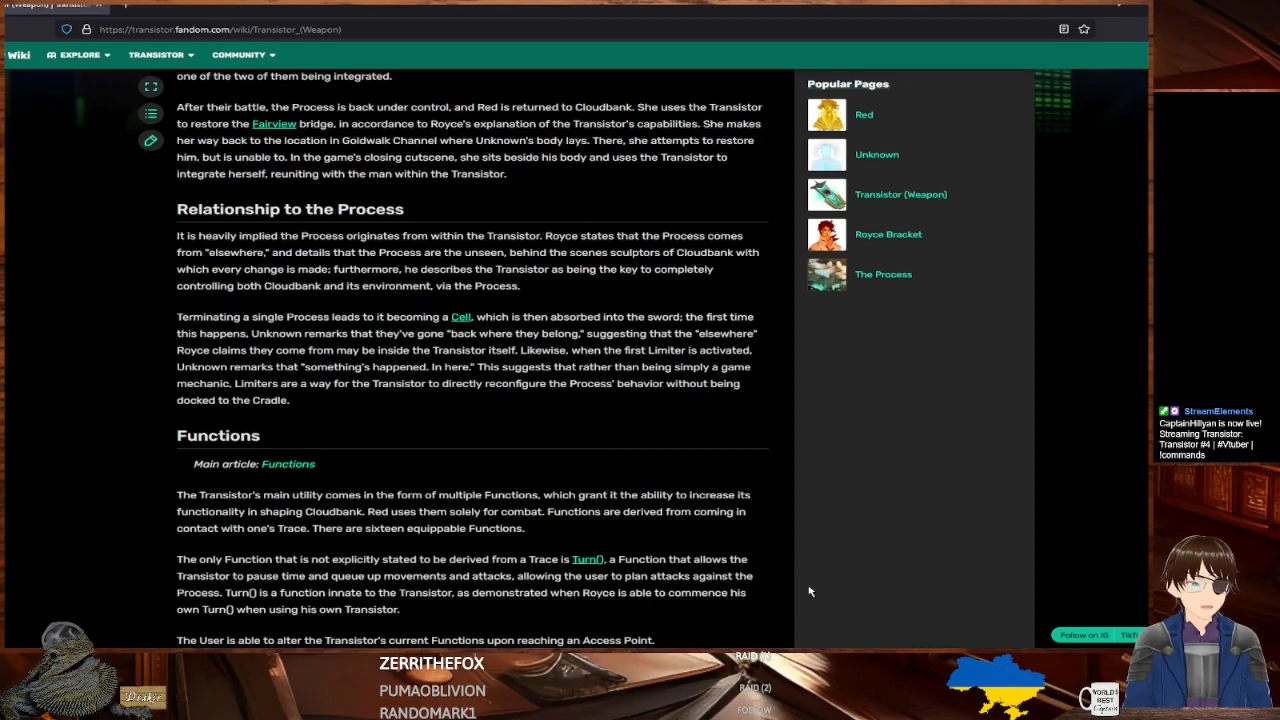 https://transistor.fandom.com/wiki/Transistor_(Weapon)
Wiki EXPLORE TRANSISTOR COMMUNITY
one of the two of them being integrated.
After their battle, the Process is back under control, and Red is returned to Cloudbank. She uses the Transistor
to restore the Fairview bridge, in accordance to Royce's explanation of the Transistor's capabilities. She makes
her way back to the location in Goldwalk Channel where Unknown's body lays. There, she attempts to restore
him, but is unable to. In the game's closing cutscene, she sits beside his body and uses the Transistor to
integrate herself, reuniting with the man within the Transistor.
Relationship to the Process
It is heavily implied the Process originates from within the Transistor. Royce states that the Process comes
from "elsewhere," and details that the Process are the unseen, behind the scenes sculptors of Cloudbank with
which every change is made; furthermore, he describes the Transistor as being the key to completely
controlling both Cloudbank and its environment, via the Process.
Terminating a single Process leads to it becoming a Cell, which is then absorbed into the sword; the first time
this happens, Unknown remarks that they've gone "back where they belong," suggesting that the "elsewhere"
Royce claims they come from may be inside the Transistor itself. Likewise, when the first Limiter is activated,
Unknown remarks that "something's happened. In here." This suggests that rather than being simply a game
mechanic, Limiters are a way for the Transistor to directly reconfigure the Process' behavior without being
docked to the Cradle.
Functions
Main article: Functions
The Transistor's main utility comes in the form of multiple Functions, which grant it the ability to increase its
functionality in shaping Cloudbank. Red uses them solely for combat. Functions are derived from coming in
contact with one's Trace. There are sixteen equippable Functions.
The only Function that is not explicitly stated to be derived from a Trace is Turn(), a Function that allows the
Transistor to pause time and queue up movements and attacks, allowing the user to plan attacks against the
Process. Turn() is a function innate to the Transistor, as demonstrated when Royce is able to commence his
own Turn() when using his own Transistor.
The User is able to alter the Transistor's current Functions upon reaching an Access Point.
Popular Pages
Red
Unknown
Transistor (Weapon)
Royce Bracket
The Process
StreamElements
CaptainHillyan is now live!
Streaming Transistor:
Transistor #4 | #Vtuber |
!commands
Follow on IG
Drake
ZERRITHEFOX
PUMAOBLIVION
RANDOMARK1
RAID (2)
FOLLOW
WORLD'S
BEST